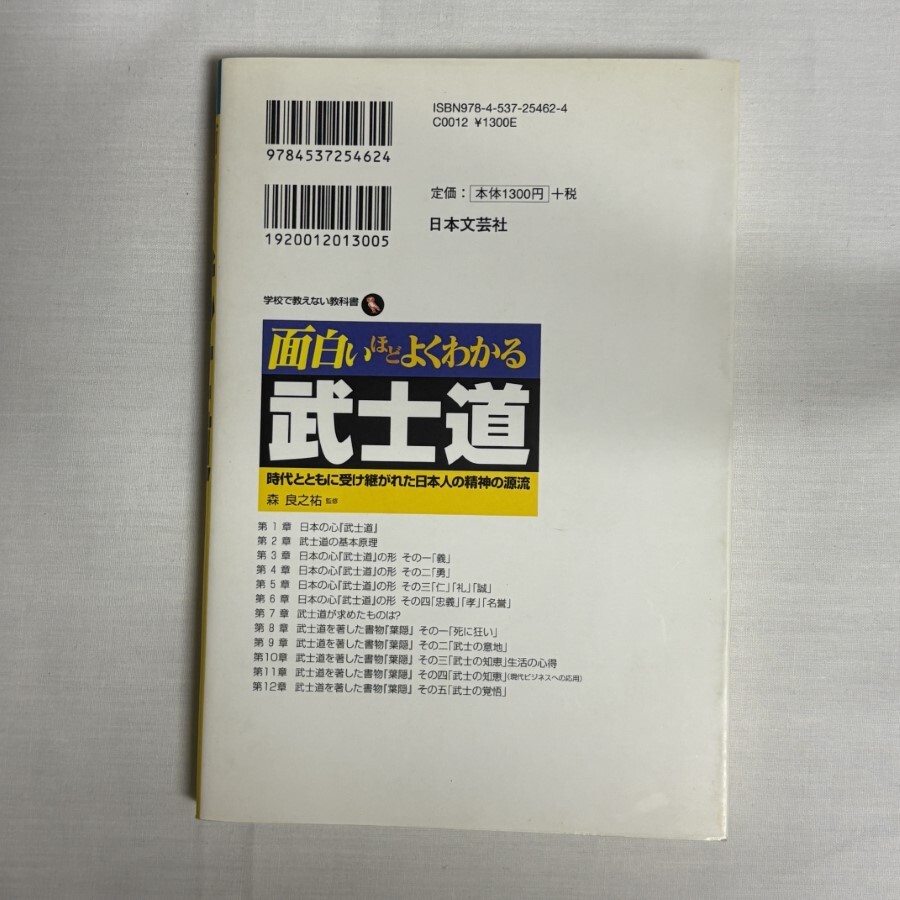 ISBN978-4-537-25462-4
C0012 ¥1300E
9784537254624
定価：本体1300円＋税
1920012013005
日本文芸社
学校で教えない教科書
面白いほどよくわかる
武士道
時代とともに受け継がれた日本人の精神の源流
森 良之祐 監修
第1章 日本の心『武士道』
第2章 武士道の基本原理
第3章 日本の心『武士道』の形 その一「義」
第4章 日本の心『武士道』の形 その二「勇」
第5章 日本の心『武士道』の形 その三「仁」「礼」「誠」
第6章 日本の心『武士道』の形 その四「忠義」「孝」「名誉」
第7章 武士道が求めたものは?
第8章 武士道を著した書物『葉隠』 その一「死に狂い」
第9章 武士道を著した書物『葉隠』 その二「武士の意地」
第10章 武士道を著した書物『葉隠』 その三「武士の知恵」生活の心得
第11章 武士道を著した書物『葉隠』 その四「武士の知恵」(現代ビジネスへの応用)
第12章 武士道を著した書物『葉隠』 その五「武士の覚悟」